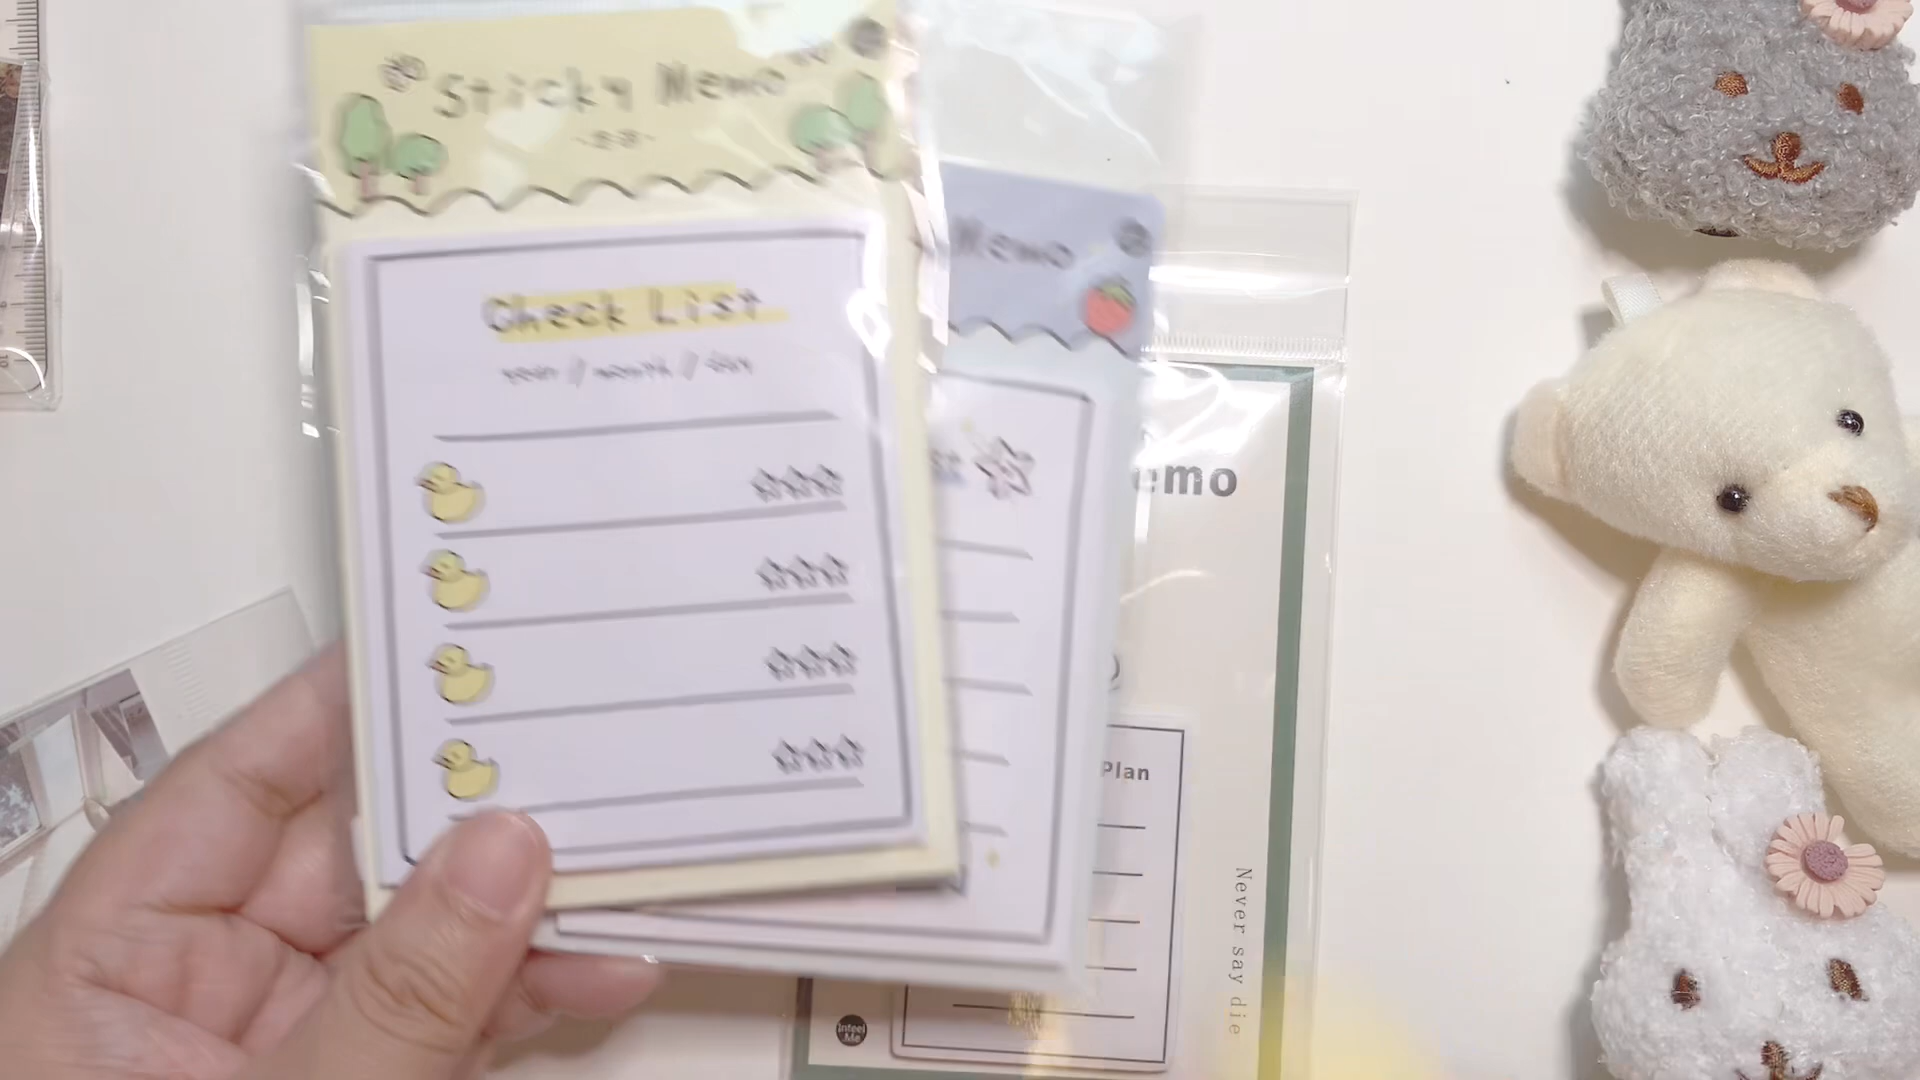 Sticky Memo
Check List
year // month // day
Memo
emo
Plan
Never say die
Inteel
.Me